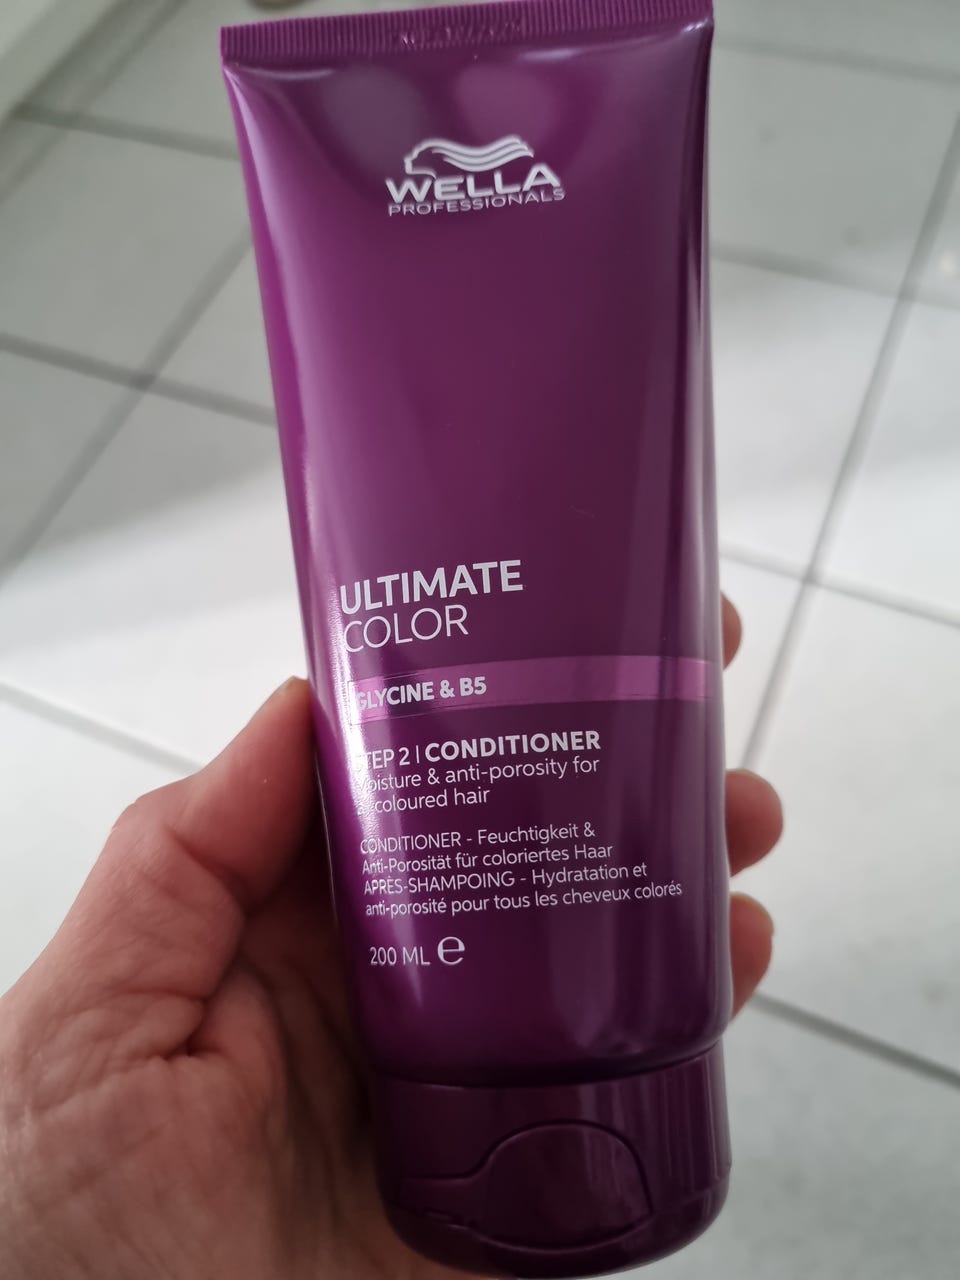 WELLA
PROFESSIONALS
ULTIMATE
COLOR
GLYCINE & B5
STEP 2 | CONDITIONER
Moisture & anti-porosity for
coloured hair
CONDITIONER - Feuchtigkeit &
Anti-Porosität für coloriertes Haar
APRÈS-SHAMPOING - Hydratation et
anti-porosité pour tous les cheveux colorés
200 ML ℮